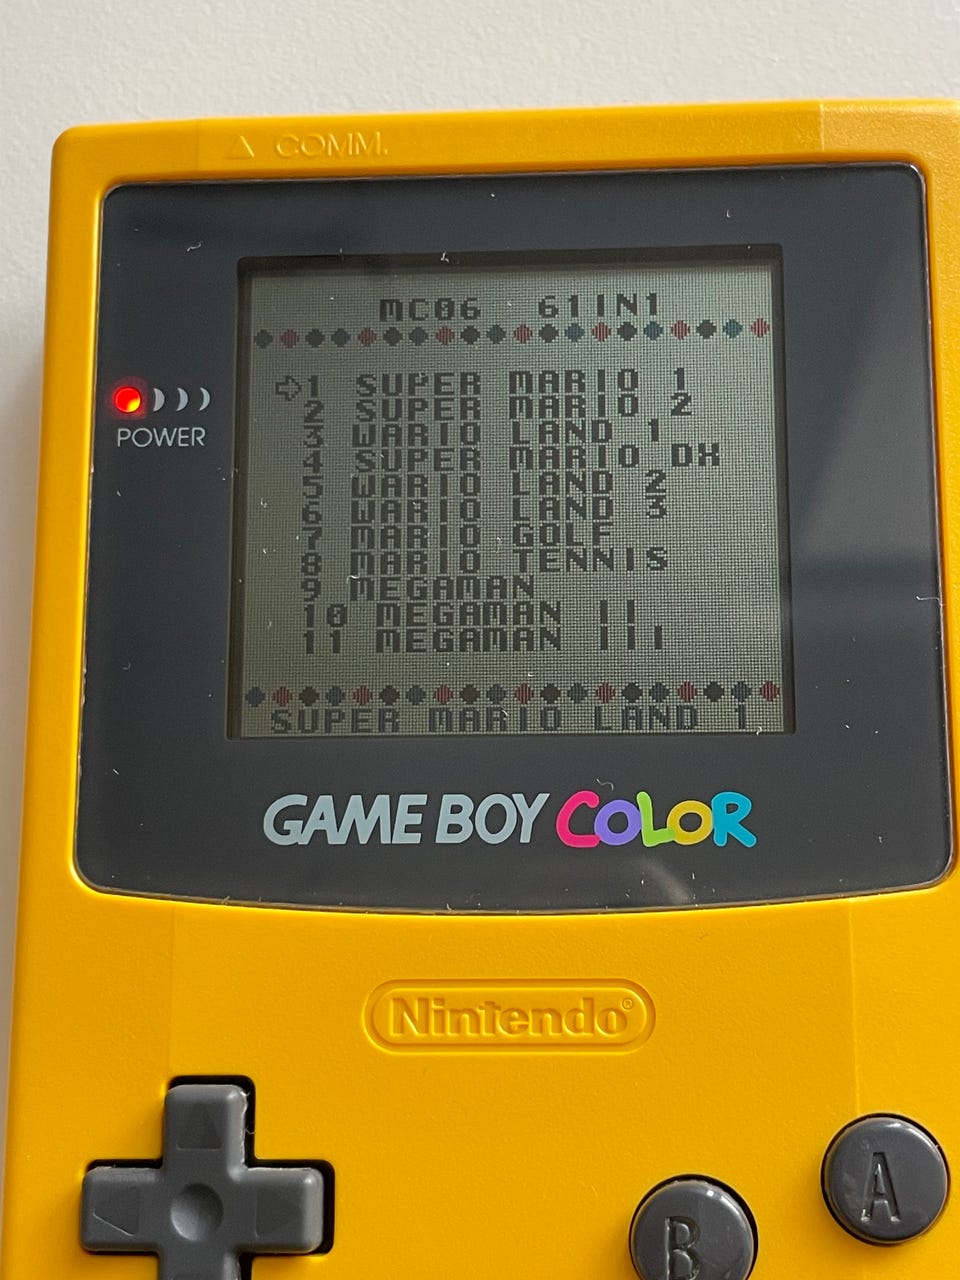 COMM.
MC06 61IN1
1 SUPER MARIO 1
2 SUPER MARIO 2
3 WARIO LAND 1
4 SUPER MARIO DX
5 WARIO LAND 2
6 WARIO LAND 3
7 MARIO GOLF
8 MARIO TENNIS
9 MEGAMAN
10 MEGAMAN II
11 MEGAMAN III
SUPER MARIO LAND 1
POWER
GAME BOY COLOR
Nintendo®
A
B